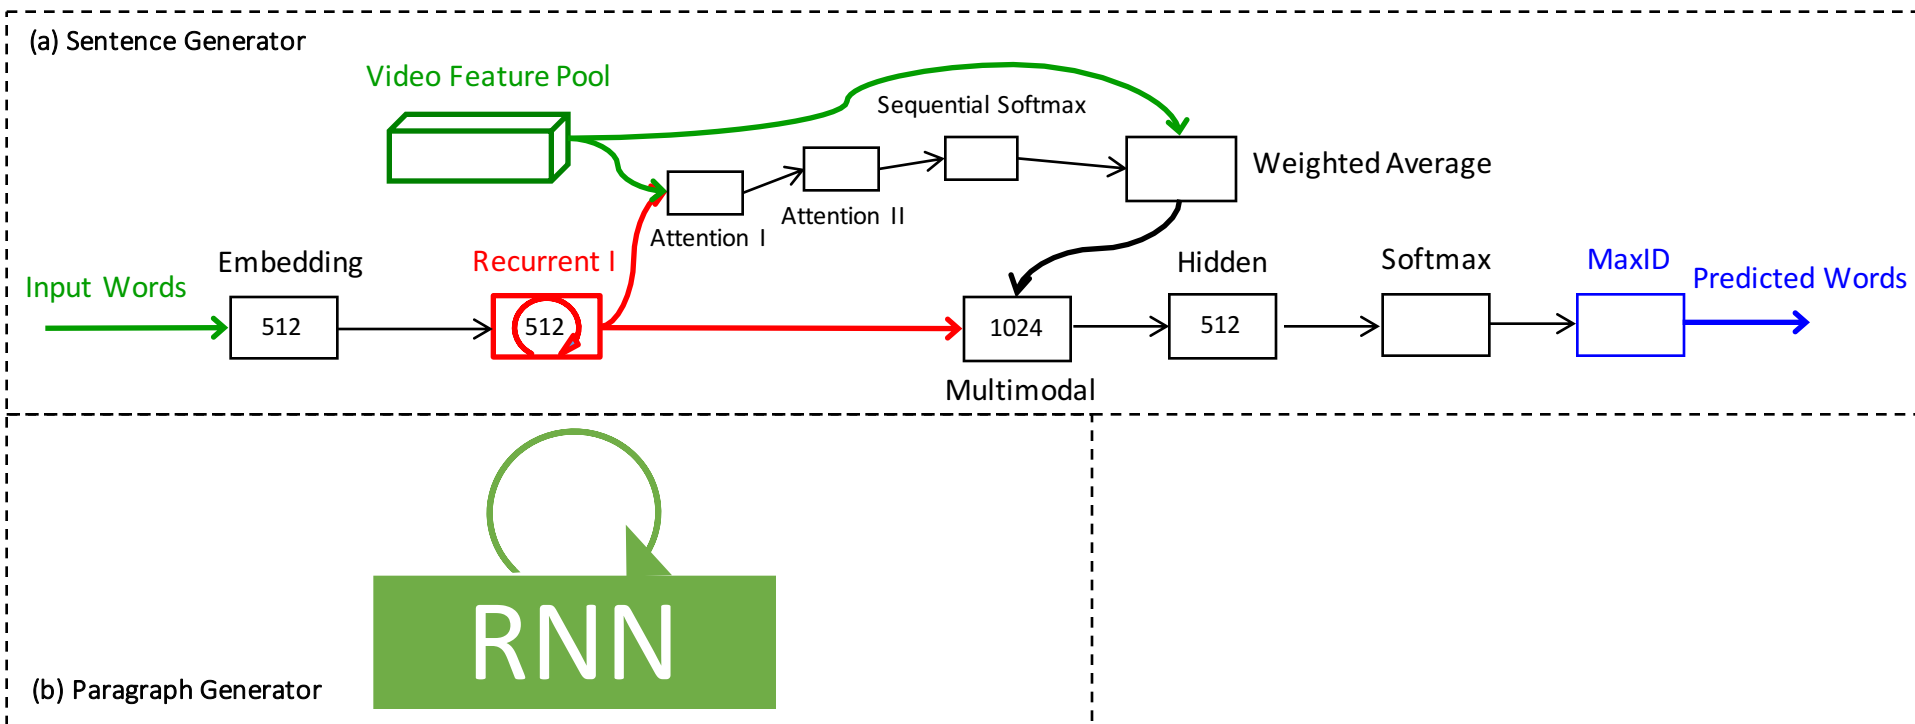 (a) Sentence Generator
Video Feature Pool
Sequential Softmax
Weighted Average
Attention II
Attention I
Embedding
Recurrent I
Hidden
Softmax
MaxID
Input Words
Predicted Words
512
512
1024
512
Multimodal
RNN
(b) Paragraph Generator